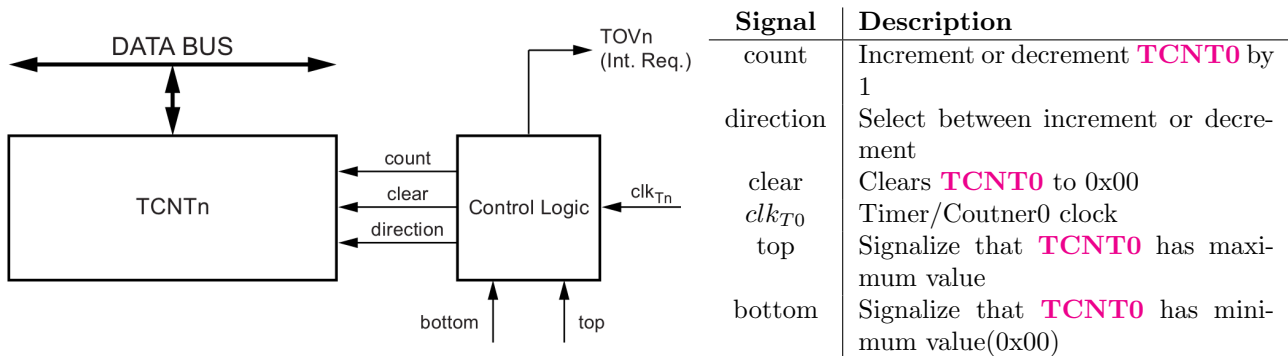 DATA BUS
TOVn
(Int. Req.)
TCNTn
count
clear
direction
Control Logic
clkTn
bottom
top
Signal Description
count Increment or decrement TCNT0 by
1
direction Select between increment or decre-
ment
clear Clears TCNT0 to 0x00
clkT0 Timer/Coutner0 clock
top Signalize that TCNT0 has maxi-
mum value
bottom Signalize that TCNT0 has mini-
mum value(0x00)